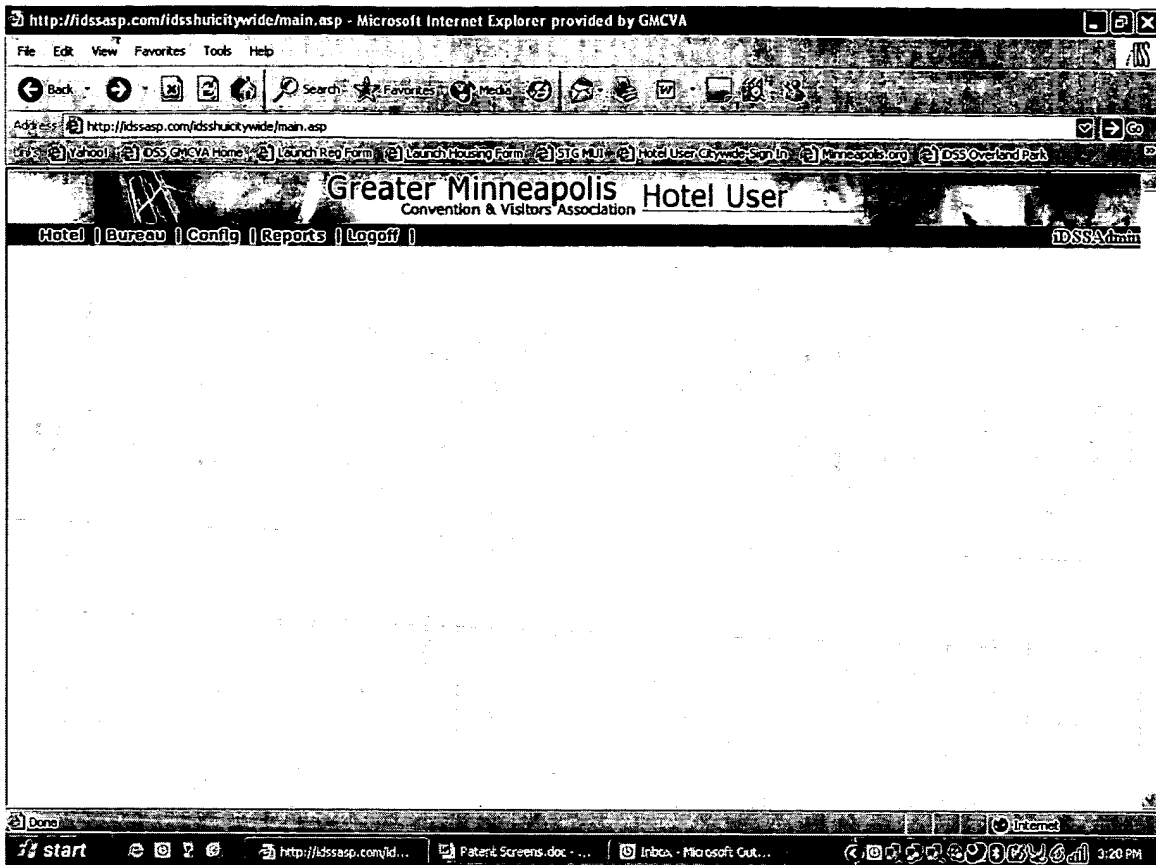 http://idssasp.com/idsshuicitywide/main.asp - Microsoft Internet Explorer provided by GMCVA
File Edit View Favorites Tools Help
Back Search Favorites Media
Address http://idssasp.com/idsshuicitywide/main.asp Go
Links Yahoo! IDSS GMCVA Home Launch Reg Form Launch Housing Form STG MUI Hotel User Citywide Sign In Minneapolis.org IDSS Overland Park
Greater Minneapolis Hotel User
Convention & Visitors Association
Hotel | Bureau | Config | Reports | Logoff | iDSSAdmin
Done Internet
start http://idssasp.com/id... Patent Screens.doc - ... Inbox - Microsoft Out... 3:20 PM